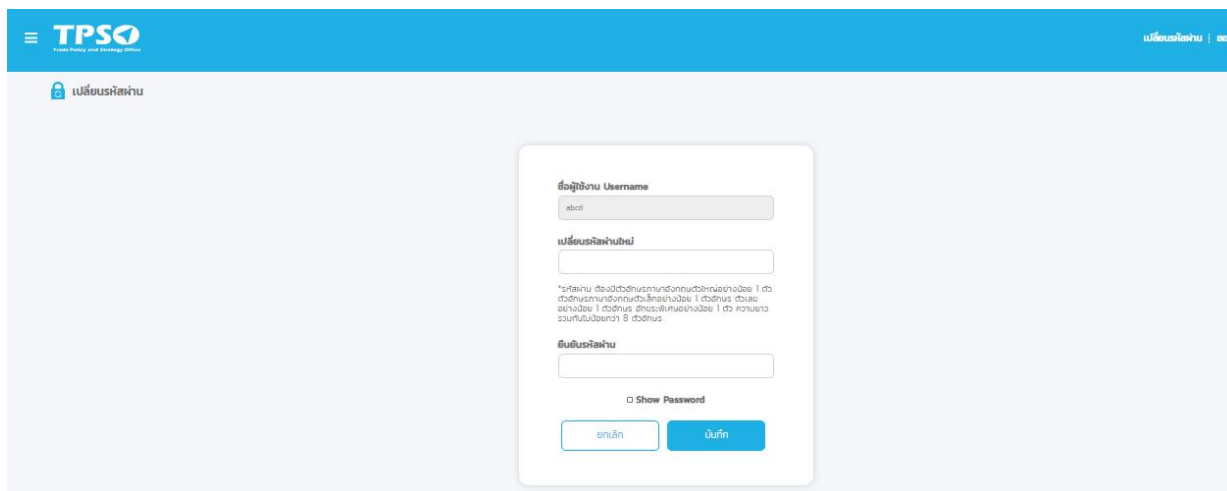 TPSO
Trade Policy and Strategy Office
เปลี่ยนรหัสผ่าน |
เปลี่ยนรหัสผ่าน
ชื่อผู้ใช้งาน Username
abcd
เปลี่ยนรหัสผ่านใหม่
*รหัสผ่าน ต้องมีตัวอักษรภาษาอังกฤษตัวใหญ่อย่างน้อย 1 ตัว
ตัวอักษรภาษาอังกฤษตัวเล็กอย่างน้อย 1 ตัวอักษร ตัวเลข
อย่างน้อย 1 ตัวอักษร อักขระพิเศษอย่างน้อย 1 ตัว ความยาว
รวมกันไม่น้อยกว่า 8 ตัวอักษร
ยืนยันรหัสผ่าน
Show Password
ยกเลิก
บันทึก